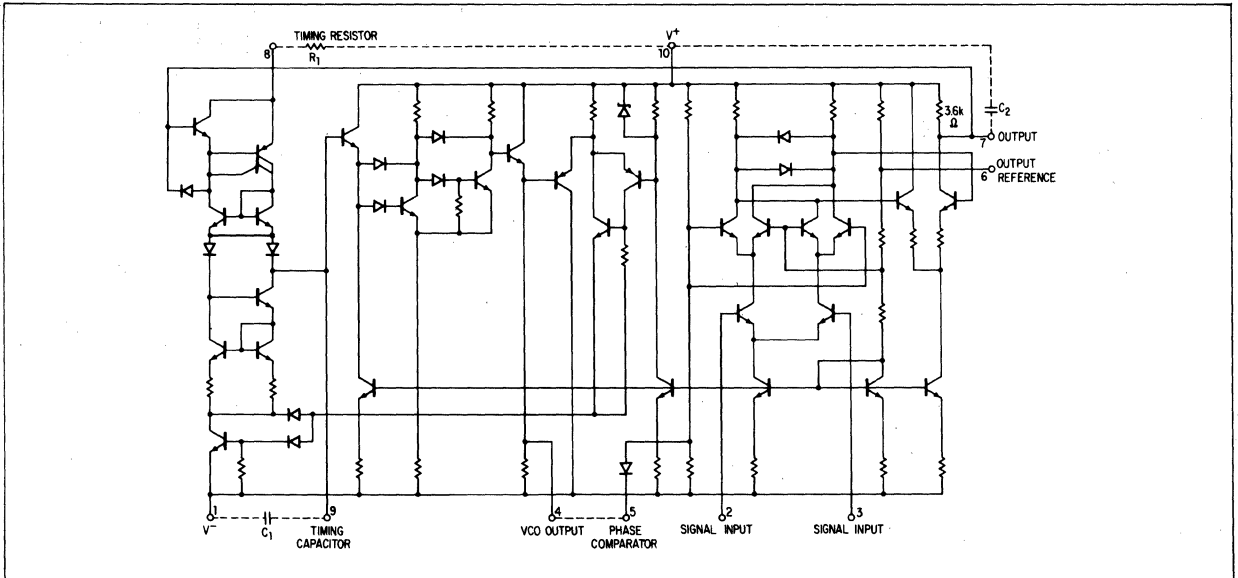 TIMING RESISTOR
8
R1
V+
10
C2
3.6k
Ω
7
OUTPUT
6
OUTPUT
REFERENCE
1
V−
C1
9
TIMING
CAPACITOR
4
VCO OUTPUT
5
PHASE
COMPARATOR
2
SIGNAL INPUT
3
SIGNAL INPUT